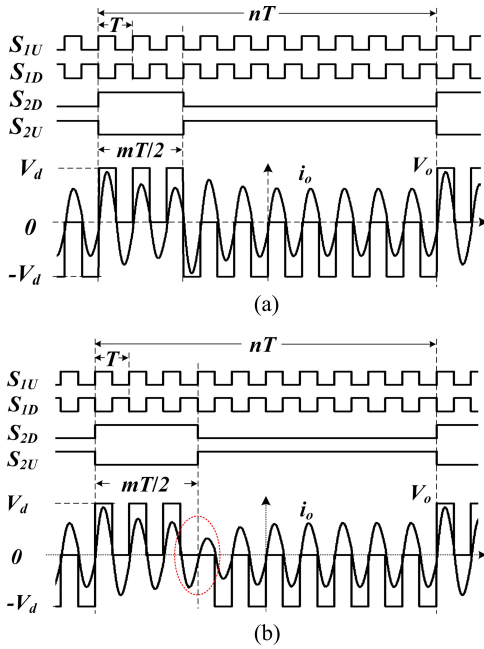 nT
T
S1U
S1D
S2D
S2U
mT/2
Vd
Vo
io
0
-Vd
(a)
nT
T
S1U
S1D
S2D
S2U
mT/2
Vd
Vo
io
0
-Vd
(b)